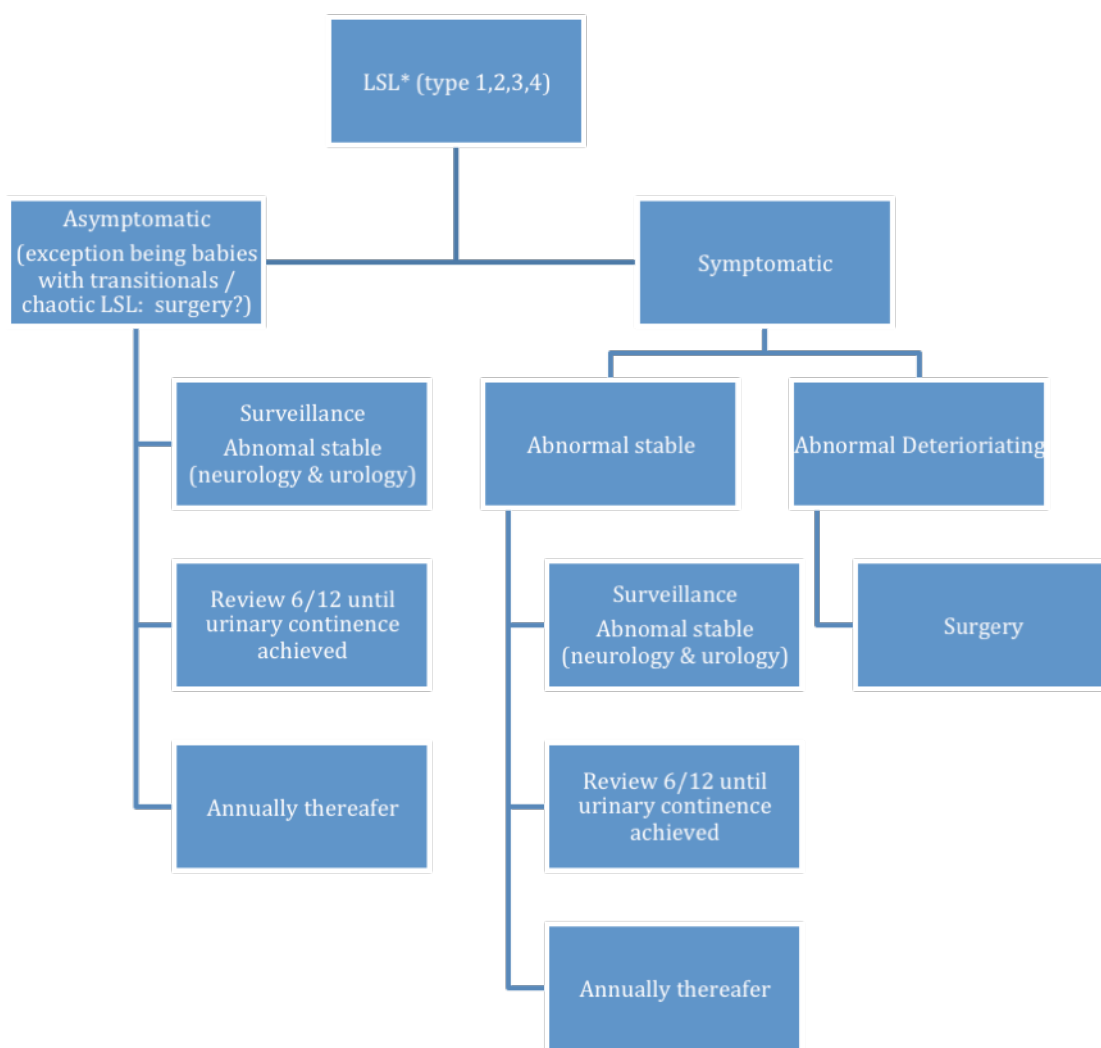 LSL* (type 1,2,3,4)
Asymptomatic
(exception being babies
with transitionals /
chaotic LSL:  surgery?)
Symptomatic
Surveillance
Abnomal stable
(neurology & urology)
Review 6/12 until
urinary continence
achieved
Annually thereafer
Abnormal stable
Surveillance
Abnomal stable
(neurology & urology)
Review 6/12 until
urinary continence
achieved
Annually thereafer
Abnormal Deterioriating
Surgery